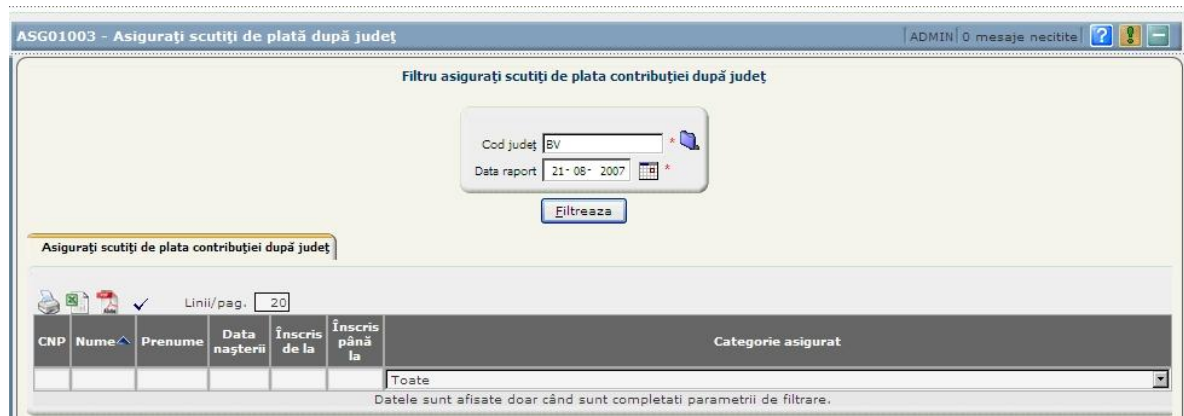 ASG01003 - Asiguraţi scutiţi de plată după judeţ
ADMIN 0 mesaje necitite ?
Filtru asiguraţi scutiţi de plata contribuţiei după judeţ
Cod judeţ BV *
Data raport 21- 08- 2007 *
Filtreaza
Asiguraţi scutiţi de plata contribuţiei după judeţ
Linii/pag. 20
CNP Nume Prenume Data naşterii Înscris de la Înscris până la Categorie asigurat
Toate
Datele sunt afisate doar când sunt completati parametrii de filtrare.